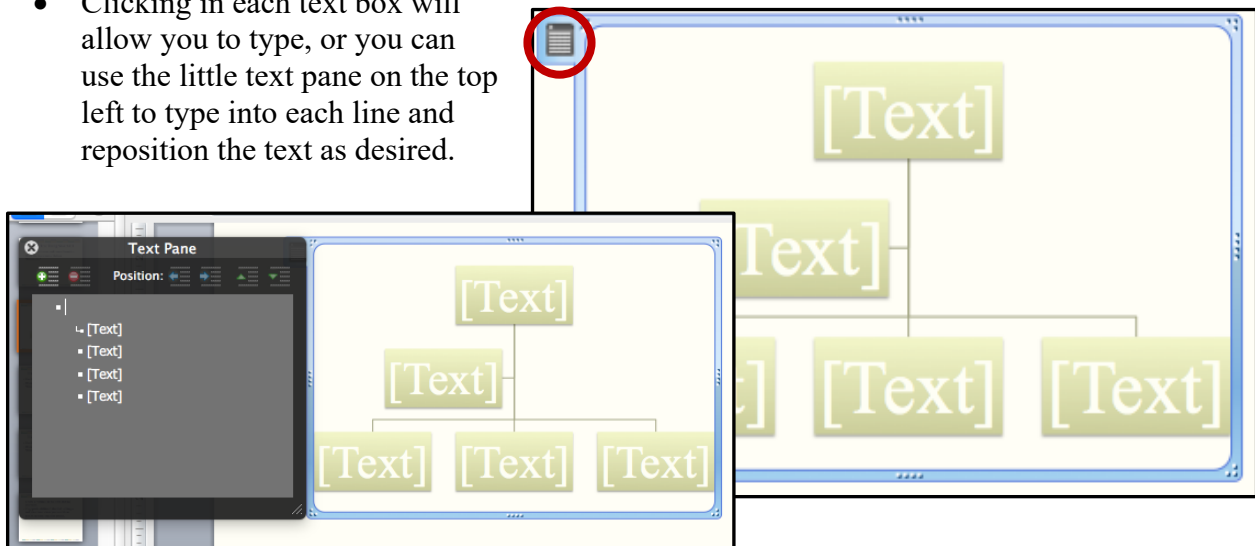 • Clicking in each text box will
allow you to type, or you can
use the little text pane on the top
left to type into each line and
reposition the text as desired.
[Text]
Text]
[Text]
[Text]
Text Pane
Position:
[Text]
[Text]
[Text]
[Text]
[Text]
[Text]
[Text] [Text] [Text]